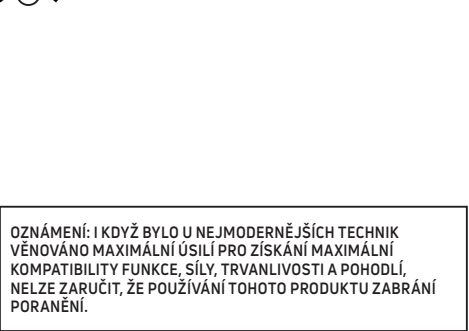 OZNÁMENÍ: I KDYŽ BYLO U NEJMODERNĚJŠÍCH TECHNIK
VĚNOVÁNO MAXIMÁLNÍ ÚSILÍ PRO ZÍSKÁNÍ MAXIMÁLNÍ
KOMPATIBILITY FUNKCE, SÍLY, TRVANLIVOSTI A POHODLÍ,
NELZE ZARUČIT, ŽE POUŽÍVÁNÍ TOHOTO PRODUKTU ZABRÁNÍ
PORANĚNÍ.